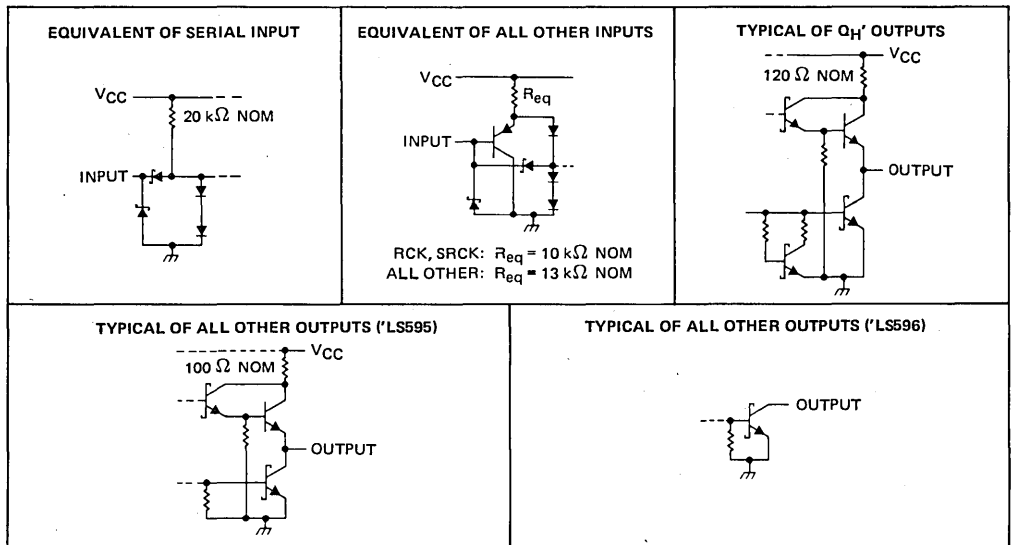 EQUIVALENT OF SERIAL INPUT
VCC
20 kΩ NOM
INPUT
EQUIVALENT OF ALL OTHER INPUTS
VCC
Req
INPUT
RCK, SRCK: Req = 10 kΩ NOM
ALL OTHER: Req = 13 kΩ NOM
TYPICAL OF QH' OUTPUTS
VCC
120 Ω NOM
OUTPUT
TYPICAL OF ALL OTHER OUTPUTS ('LS595)
VCC
100 Ω NOM
OUTPUT
TYPICAL OF ALL OTHER OUTPUTS ('LS596)
OUTPUT